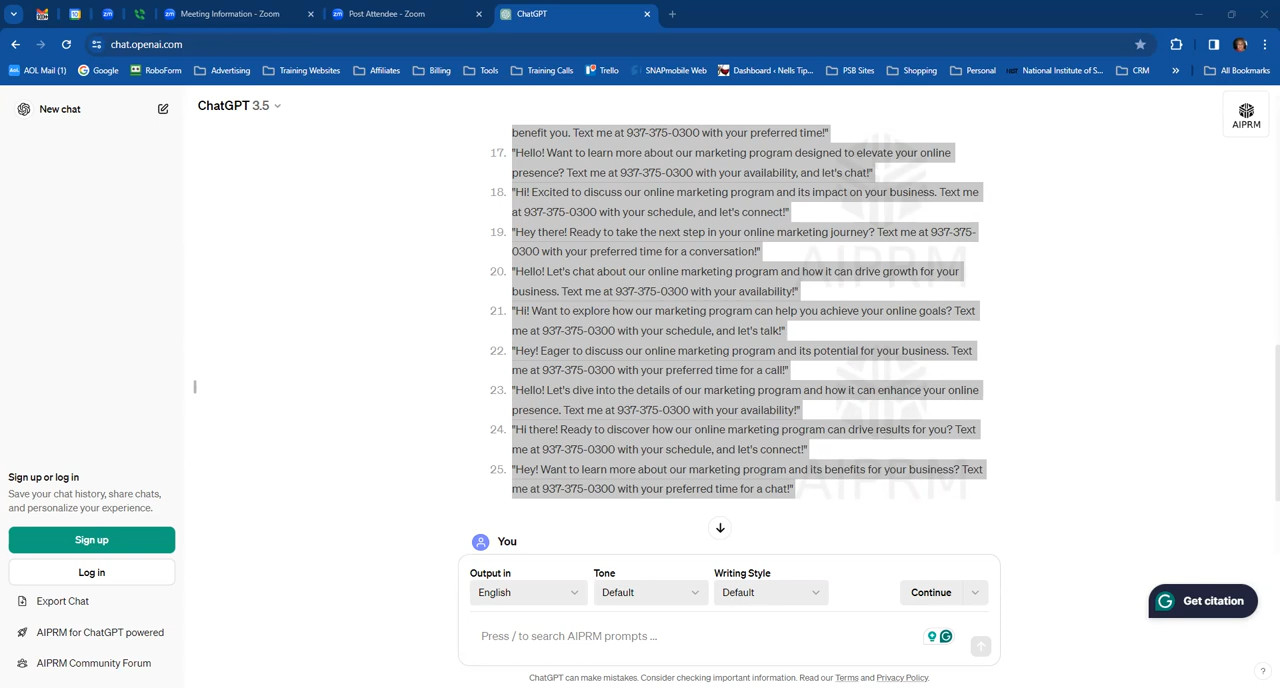 Meeting Information - Zoom
Post Attendee - Zoom
ChatGPT
chat.openai.com
AOL Mail (1)
Google
RoboForm
Advertising
Training Websites
Affiliates
Billing
Tools
Training Calls
Trello
SNAPmobile Web
Dashboard ‹ Nells Tip...
PSB Sites
Shopping
Personal
National Institute of S...
CRM
»
All Bookmarks
New chat
ChatGPT 3.5
AIPRM
benefit you. Text me at 937-375-0300 with your preferred time!"
17. "Hello! Want to learn more about our marketing program designed to elevate your online
presence? Text me at 937-375-0300 with your availability, and let's chat!"
18. "Hi! Excited to discuss our online marketing program and its impact on your business. Text me
at 937-375-0300 with your schedule, and let's connect!"
19. "Hey there! Ready to take the next step in your online marketing journey? Text me at 937-375-
0300 with your preferred time for a conversation!"
20. "Hello! Let's chat about our online marketing program and how it can drive growth for your
business. Text me at 937-375-0300 with your availability!"
21. "Hi! Want to explore how our marketing program can help you achieve your online goals? Text
me at 937-375-0300 with your schedule, and let's talk!"
22. "Hey! Eager to discuss our online marketing program and its potential for your business. Text
me at 937-375-0300 with your preferred time for a call!"
23. "Hello! Let's dive into the details of our marketing program and how it can enhance your online
presence. Text me at 937-375-0300 with your availability!"
24. "Hi there! Ready to discover how our online marketing program can drive results for you? Text
me at 937-375-0300 with your schedule, and let's connect!"
25. "Hey! Want to learn more about our marketing program and its benefits for your business? Text
me at 937-375-0300 with your preferred time for a chat!"
AIPRM
AIPRM
You
Sign up or log in
Save your chat history, share chats,
and personalize your experience.
Sign up
Log in
Export Chat
AIPRM for ChatGPT powered
AIPRM Community Forum
Output in
Tone
Writing Style
English
Default
Default
Continue
Press / to search AIPRM prompts ...
Get citation
ChatGPT can make mistakes. Consider checking important information. Read our Terms and Privacy Policy.
?